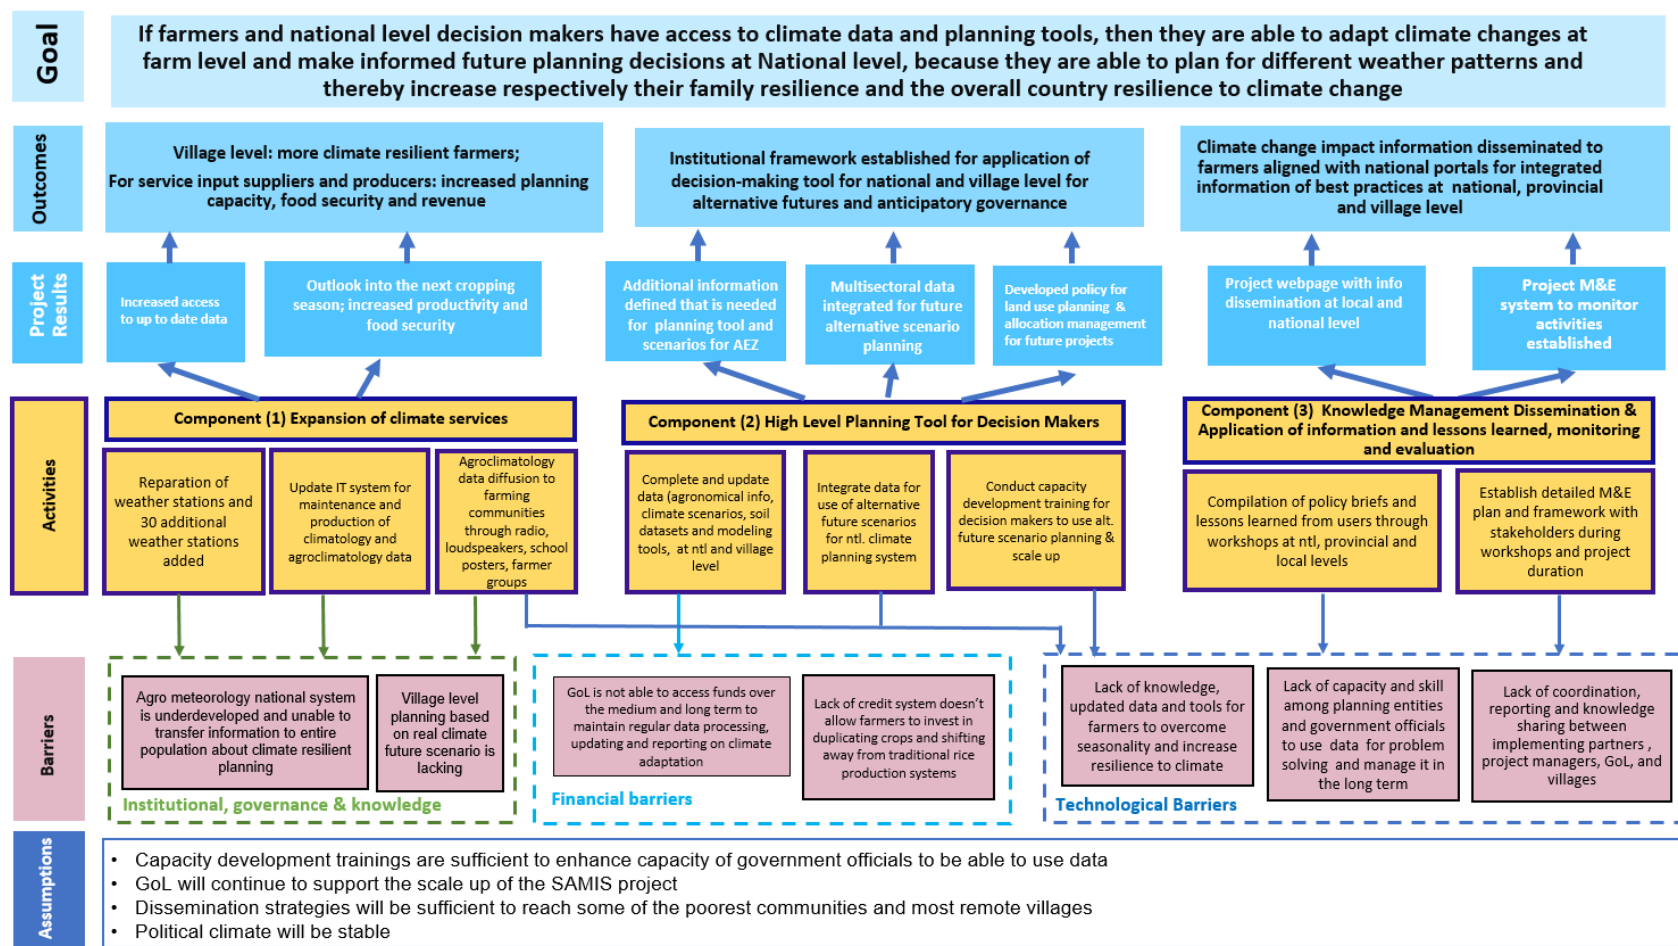 Goal
If farmers and national level decision makers have access to climate data and planning tools, then they are able to adapt climate changes at
farm level and make informed future planning decisions at National level, because they are able to plan for different weather patterns and
thereby increase respectively their family resilience and the overall country resilience to climate change
Outcomes
Village level: more climate resilient farmers;
For service input suppliers and producers: increased planning
capacity, food security and revenue
Institutional framework established for application of
decision-making tool for national and village level for
alternative futures and anticipatory governance
Climate change impact information disseminated to
farmers aligned with national portals for integrated
information of best practices at national, provincial
and village level
Project
Results
Increased access
to up to date data
Outlook into the next cropping
season; increased productivity and
food security
Additional information
defined that is needed
for planning tool and
scenarios for AEZ
Multisectoral data
integrated for future
alternative scenario
planning
Developed policy for
land use planning &
allocation management
for future projects
Project webpage with info
dissemination at local and
national level
Project M&E
system to monitor
activities
established
Activities
Component (1) Expansion of climate services
Component (2) High Level Planning Tool for Decision Makers
Component (3) Knowledge Management Dissemination &
Application of information and lessons learned, monitoring
and evaluation
Reparation of
weather stations and
30 additional
weather stations
added
Update IT system for
maintenance and
production of
climatology and
agroclimatology data
Agroclimatology
data diffusion to
farming
communities
through radio,
loudspeakers, school
posters, farmer
groups
Complete and update
data (agronomical info,
climate scenarios, soil
datasets and modeling
tools, at ntl and village
level
Integrate data for
use of alternative
future scenarios
for ntl. climate
planning system
Conduct capacity
development training for
decision makers to use alt.
future scenario planning &
scale up
Compilation of policy briefs and
lessons learned from users through
workshops at ntl, provincial and
local levels
Establish detailed M&E
plan and framework with
stakeholders during
workshops and project
duration
Barriers
Agro meteorology national system
is underdeveloped and unable to
transfer information to entire
population about climate resilient
planning
Village level
planning based
on real climate
future scenario is
lacking
Institutional, governance & knowledge
GoL is not able to access funds over
the medium and long term to
maintain regular data processing,
updating and reporting on climate
adaptation
Lack of credit system doesn't
allow farmers to invest in
duplicating crops and shifting
away from traditional rice
production systems
Financial barriers
Lack of knowledge,
updated data and tools for
farmers to overcome
seasonality and increase
resilience to climate
Lack of capacity and skill
among planning entities
and government officials
to use data for problem
solving and manage it in
the long term
Lack of coordination,
reporting and knowledge
sharing between
implementing partners ,
project managers, GoL, and
villages
Technological Barriers
Assumptions
• Capacity development trainings are sufficient to enhance capacity of government officials to be able to use data
• GoL will continue to support the scale up of the SAMIS project
• Dissemination strategies will be sufficient to reach some of the poorest communities and most remote villages
• Political climate will be stable